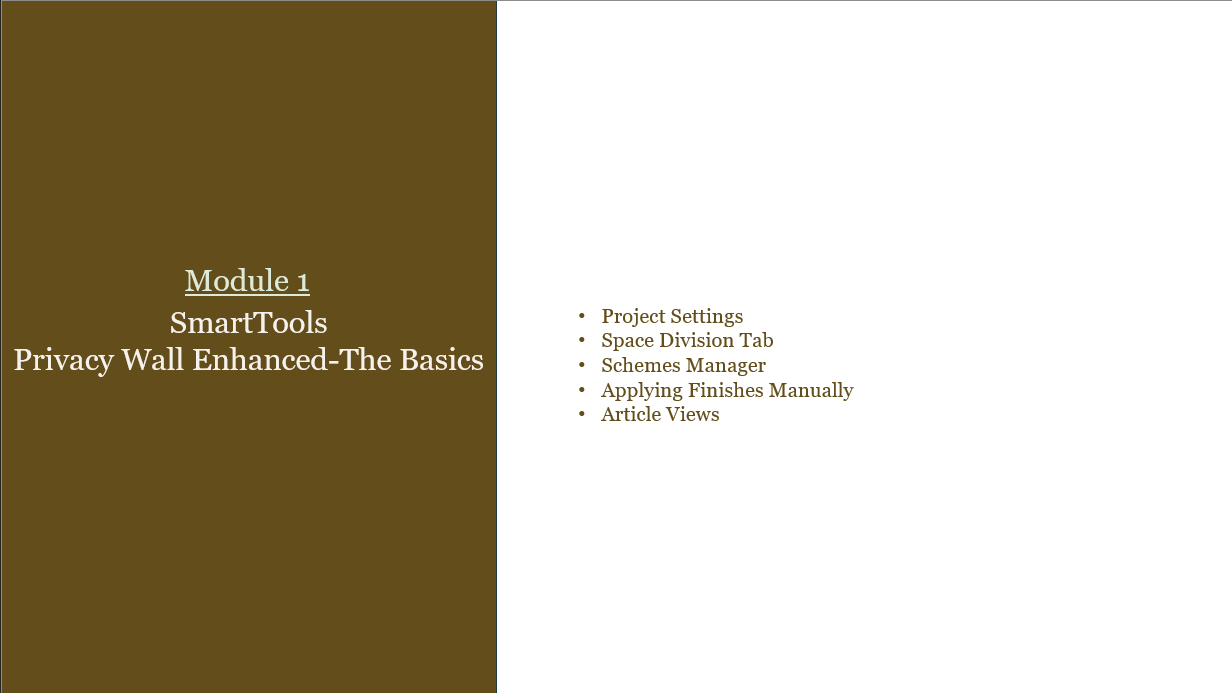 Module 1
SmartTools
Privacy Wall Enhanced-The Basics
• Project Settings
• Space Division Tab
• Schemes Manager
• Applying Finishes Manually
• Article Views